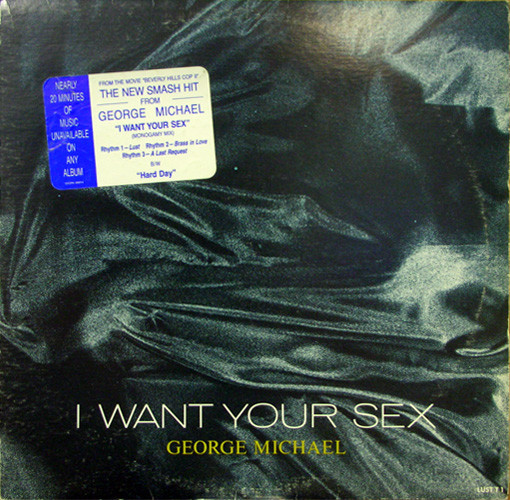 NEARLY
20 MINUTES
OF
MUSIC
UNAVAILABLE
ON
ANY
ALBUM
FROM THE MOVIE "BEVERLY HILLS COP II"
THE NEW SMASH HIT
FROM
GEORGE MICHAEL
"I WANT YOUR SEX"
(MONOGAMY MIX)
Rhythm 1 – Lust Rhythm 2 – Brass in Love
Rhythm 3 – A Last Request
B/W
"Hard Day"
I WANT YOUR SEX
GEORGE MICHAEL
LUST T 1